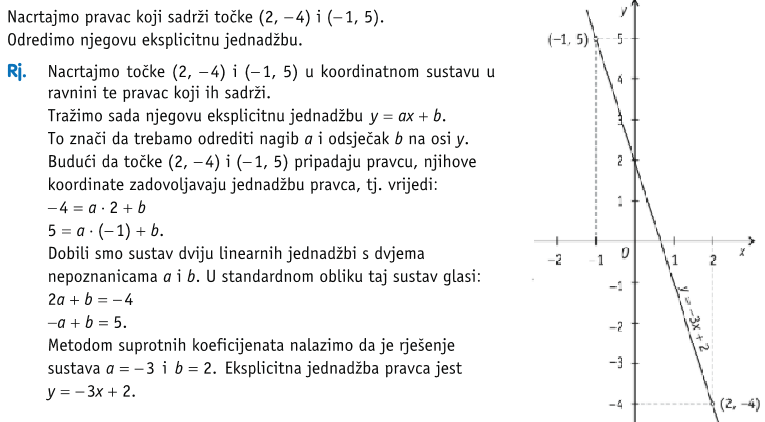 Nacrtajmo pravac koji sadrži točke (2, −4) i (−1, 5).
Odredimo njegovu eksplicitnu jednadžbu.
Rj. Nacrtajmo točke (2, −4) i (−1, 5) u koordinatnom sustavu u
ravnini te pravac koji ih sadrži.
Tražimo sada njegovu eksplicitnu jednadžbu y = ax + b.
To znači da trebamo odrediti nagib a i odsječak b na osi y.
Budući da točke (2, −4) i (−1, 5) pripadaju pravcu, njihove
koordinate zadovoljavaju jednadžbu pravca, tj. vrijedi:
−4 = a · 2 + b
5 = a · (−1) + b.
Dobili smo sustav dviju linearnih jednadžbi s dvjema
nepoznanicama a i b. U standardnom obliku taj sustav glasi:
2a + b = −4
−a + b = 5.
Metodom suprotnih koeficijenata nalazimo da je rješenje
sustava a = −3 i b = 2. Eksplicitna jednadžba pravca jest
y = −3x + 2.
y
(−1, 5) 5
4
3
2
1
−2 −1 0 1 2 x
−1
−2
−3
−4 (2, −4)
y = −3x + 2